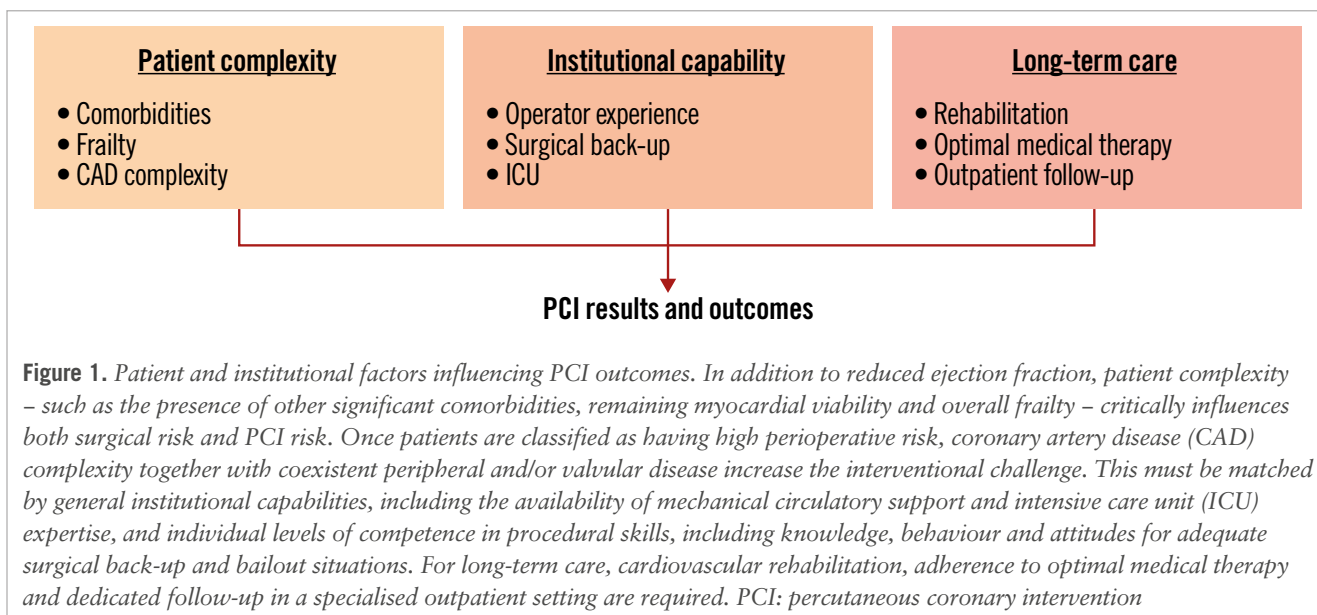 Patient complexity
• Comorbidities
• Frailty
• CAD complexity
Institutional capability
• Operator experience
• Surgical back-up
• ICU
Long-term care
• Rehabilitation
• Optimal medical therapy
• Outpatient follow-up
PCI results and outcomes
Figure 1. Patient and institutional factors influencing PCI outcomes. In addition to reduced ejection fraction, patient complexity
– such as the presence of other significant comorbidities, remaining myocardial viability and overall frailty – critically influences
both surgical risk and PCI risk. Once patients are classified as having high perioperative risk, coronary artery disease (CAD)
complexity together with coexistent peripheral and/or valvular disease increase the interventional challenge. This must be matched
by general institutional capabilities, including the availability of mechanical circulatory support and intensive care unit (ICU)
expertise, and individual levels of competence in procedural skills, including knowledge, behaviour and attitudes for adequate
surgical back-up and bailout situations. For long-term care, cardiovascular rehabilitation, adherence to optimal medical therapy
and dedicated follow-up in a specialised outpatient setting are required. PCI: percutaneous coronary intervention